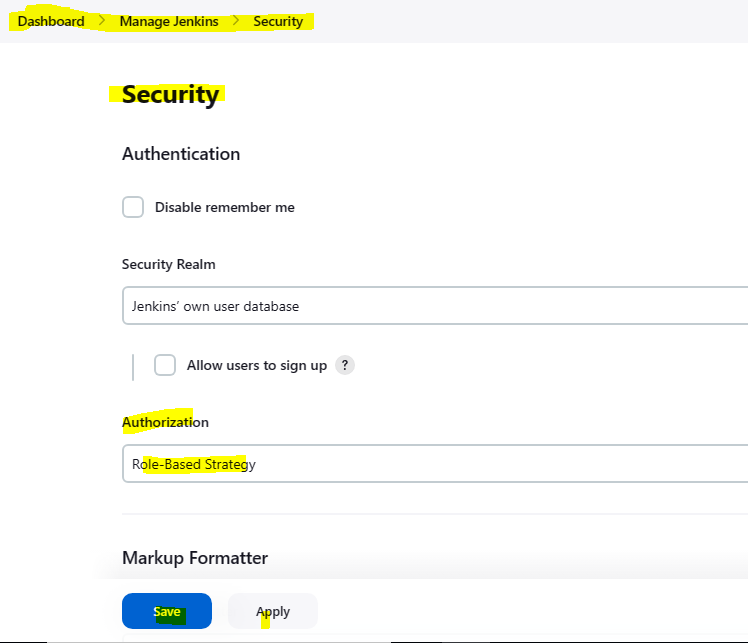 Dashboard > Manage Jenkins > Security
Security
Authentication
Disable remember me
Security Realm
Jenkins’ own user database
Allow users to sign up ?
Authorization
Role-Based Strategy
Markup Formatter
Save Apply